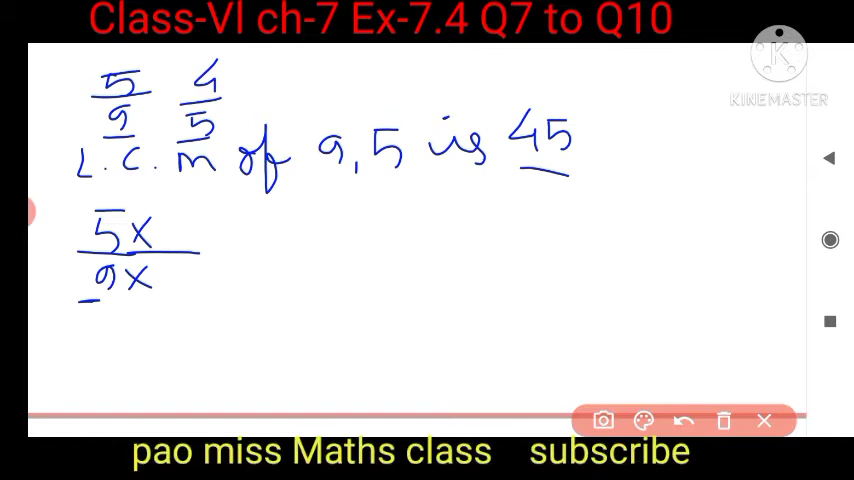 Class-VI ch-7 Ex-7.4 Q7 to Q10
KINEMASTER
5/9 4/5
L.C.M of 9,5 is 45
5x
9x
pao miss Maths class subscribe